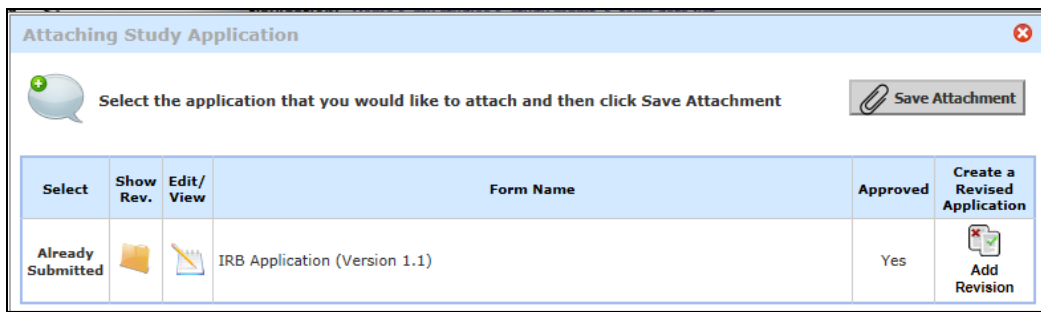 Attaching Study Application
Select the application that you would like to attach and then click Save Attachment
Save Attachment
Select
Show Rev.
Edit/ View
Form Name
Approved
Create a Revised Application
Already Submitted
IRB Application (Version 1.1)
Yes
Add Revision